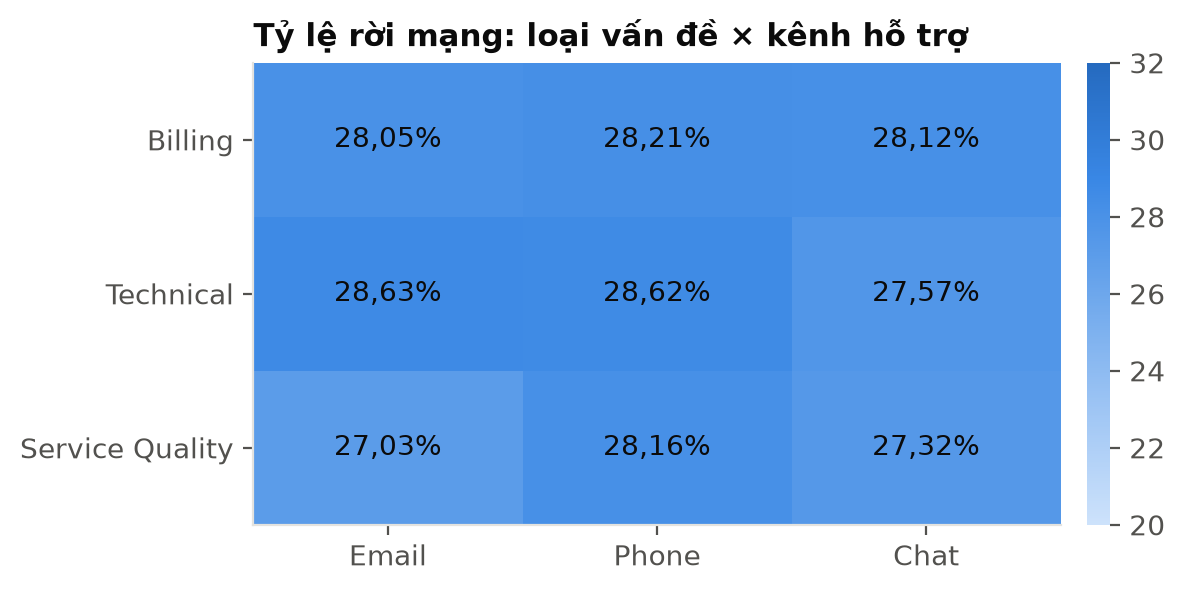 Tỷ lệ rời mạng: loại vấn đề × kênh hỗ trợ
Billing 28,05% 28,21% 28,12%
Technical 28,63% 28,62% 27,57%
Service Quality 27,03% 28,16% 27,32%
Email Phone Chat
32
30
28
26
24
22
20